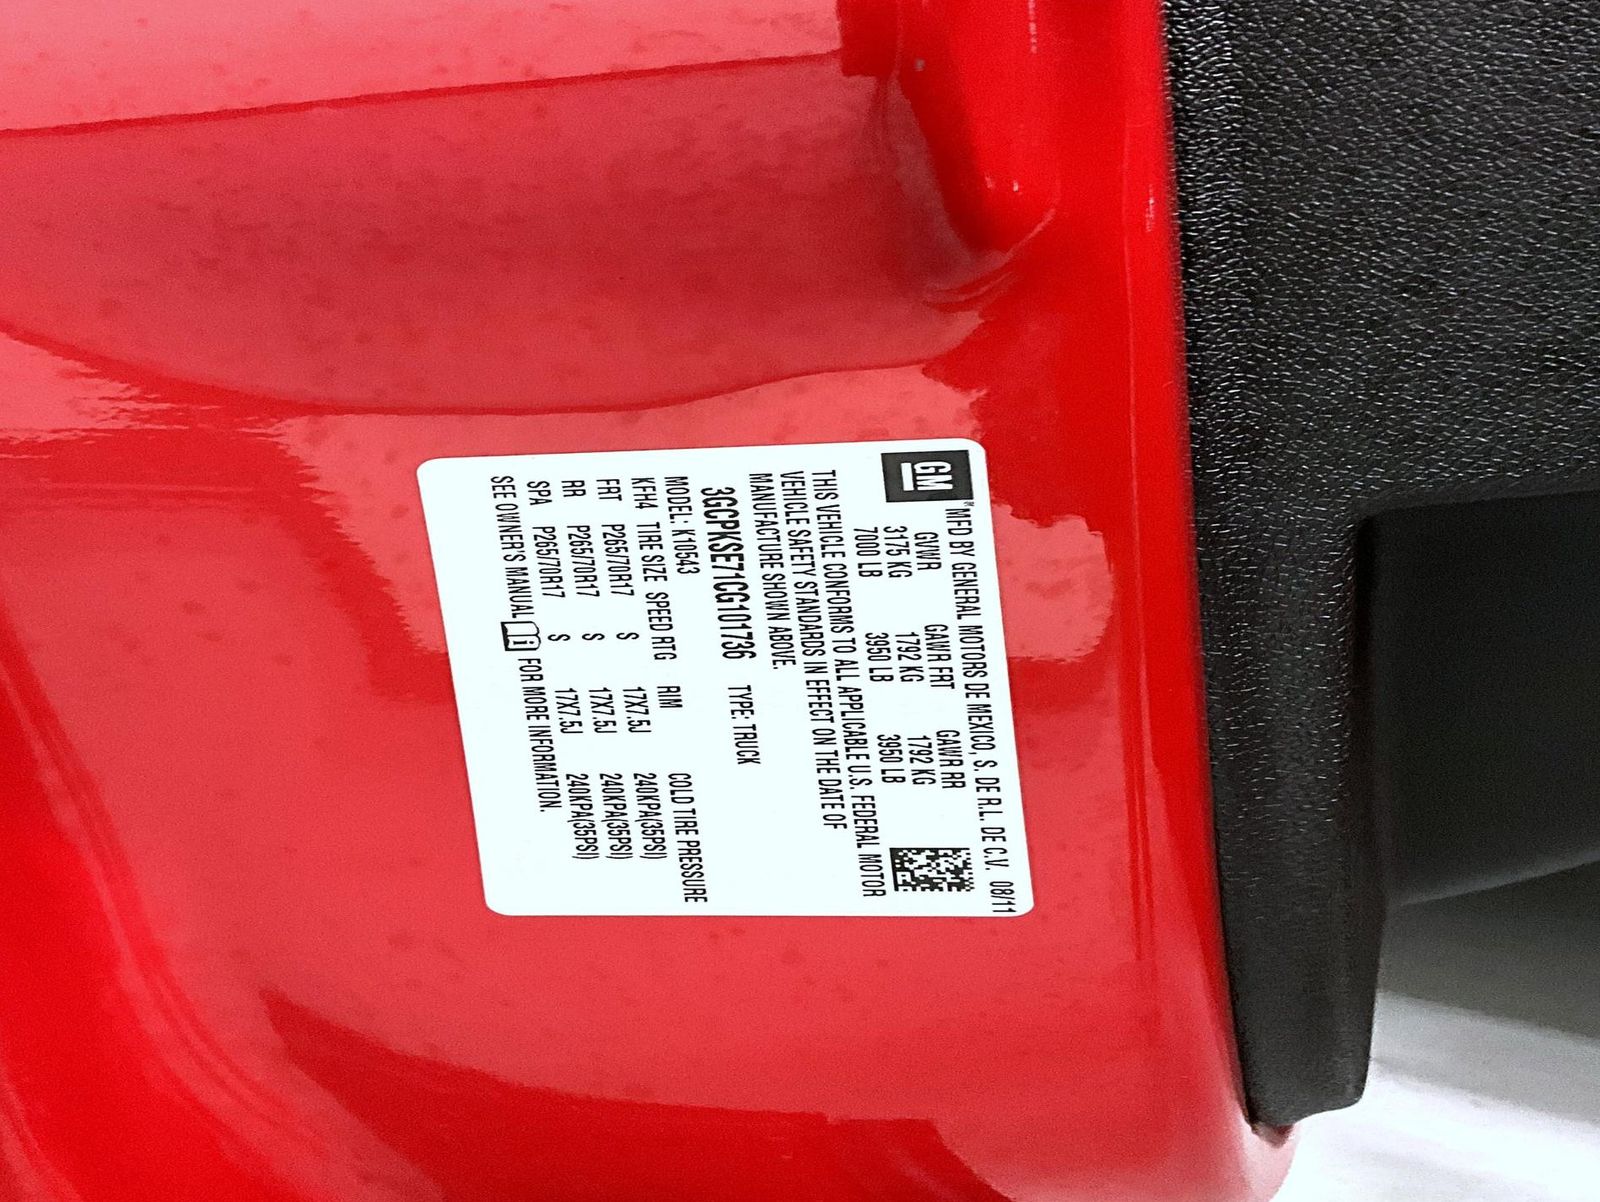 GM
MFD BY GENERAL MOTORS DE MEXICO, S. DE R.L. DE C.V. 08/11
GVWR GAWR FRT GAWR RR
3175 KG 1792 KG 1792 KG
7000 LB 3950 LB 3950 LB
THIS VEHICLE CONFORMS TO ALL APPLICABLE U.S. FEDERAL MOTOR
VEHICLE SAFETY STANDARDS IN EFFECT ON THE DATE OF
MANUFACTURE SHOWN ABOVE.
3GCPKSE71CG101736 TYPE: TRUCK
MODEL: K10543
KFH4 TIRE SIZE SPEED RTG RIM COLD TIRE PRESSURE
FRT P265/70R17 S 17X7.5J 240KPA(35PSI)
RR P265/70R17 S 17X7.5J 240KPA(35PSI)
SPA P265/70R17 S 17X7.5J 240KPA(35PSI)
SEE OWNER'S MANUAL FOR MORE INFORMATION.